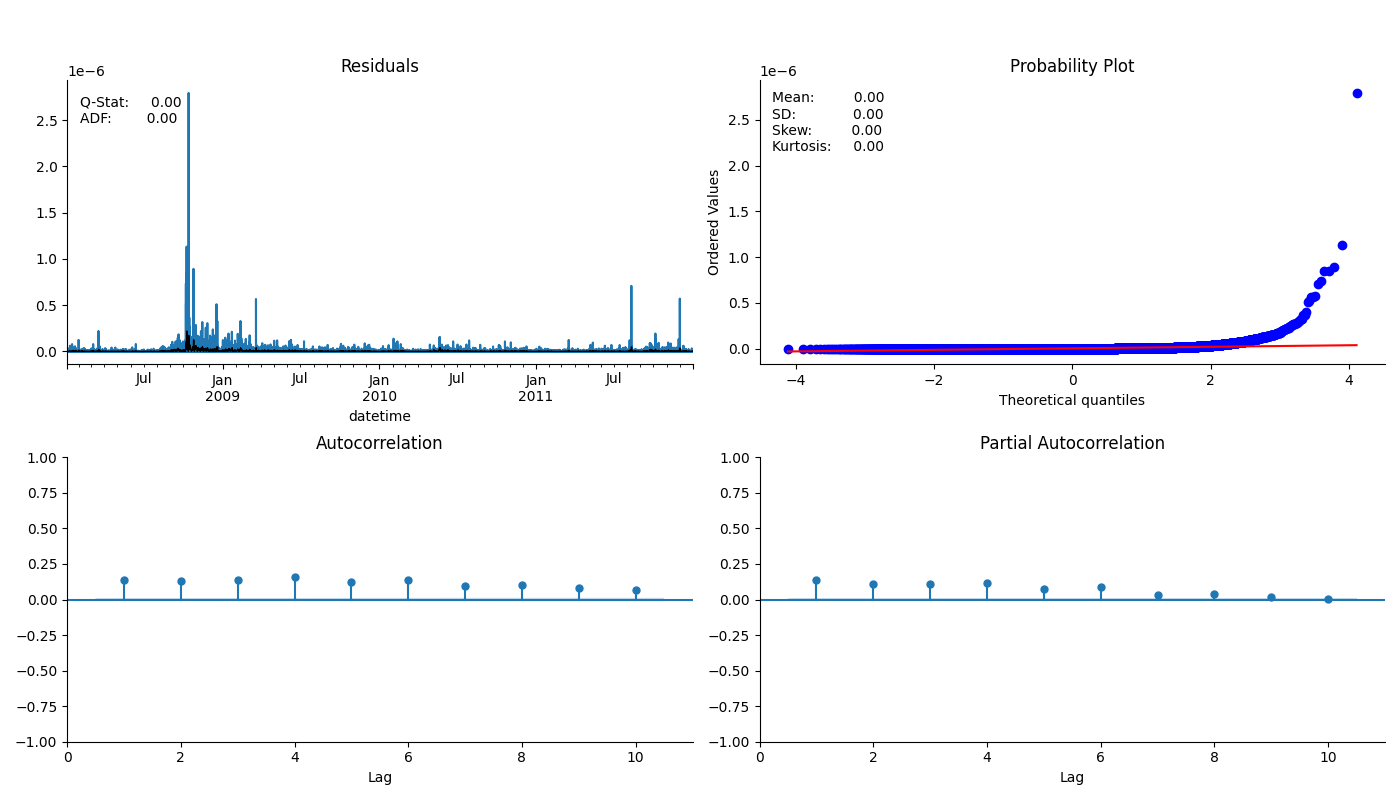 Residuals
1e−6
Q-Stat: 0.00
ADF: 0.00
2.5
2.0
1.5
1.0
0.5
0.0
Jul Jan Jul Jan Jul Jan Jul
2009 2010 2011
datetime
Probability Plot
1e−6
Mean: 0.00
SD: 0.00
Skew: 0.00
Kurtosis: 0.00
Ordered Values
2.5
2.0
1.5
1.0
0.5
0.0
−4 −2 0 2 4
Theoretical quantiles
Autocorrelation
1.00
0.75
0.50
0.25
0.00
−0.25
−0.50
−0.75
−1.00
0 2 4 6 8 10
Lag
Partial Autocorrelation
1.00
0.75
0.50
0.25
0.00
−0.25
−0.50
−0.75
−1.00
0 2 4 6 8 10
Lag